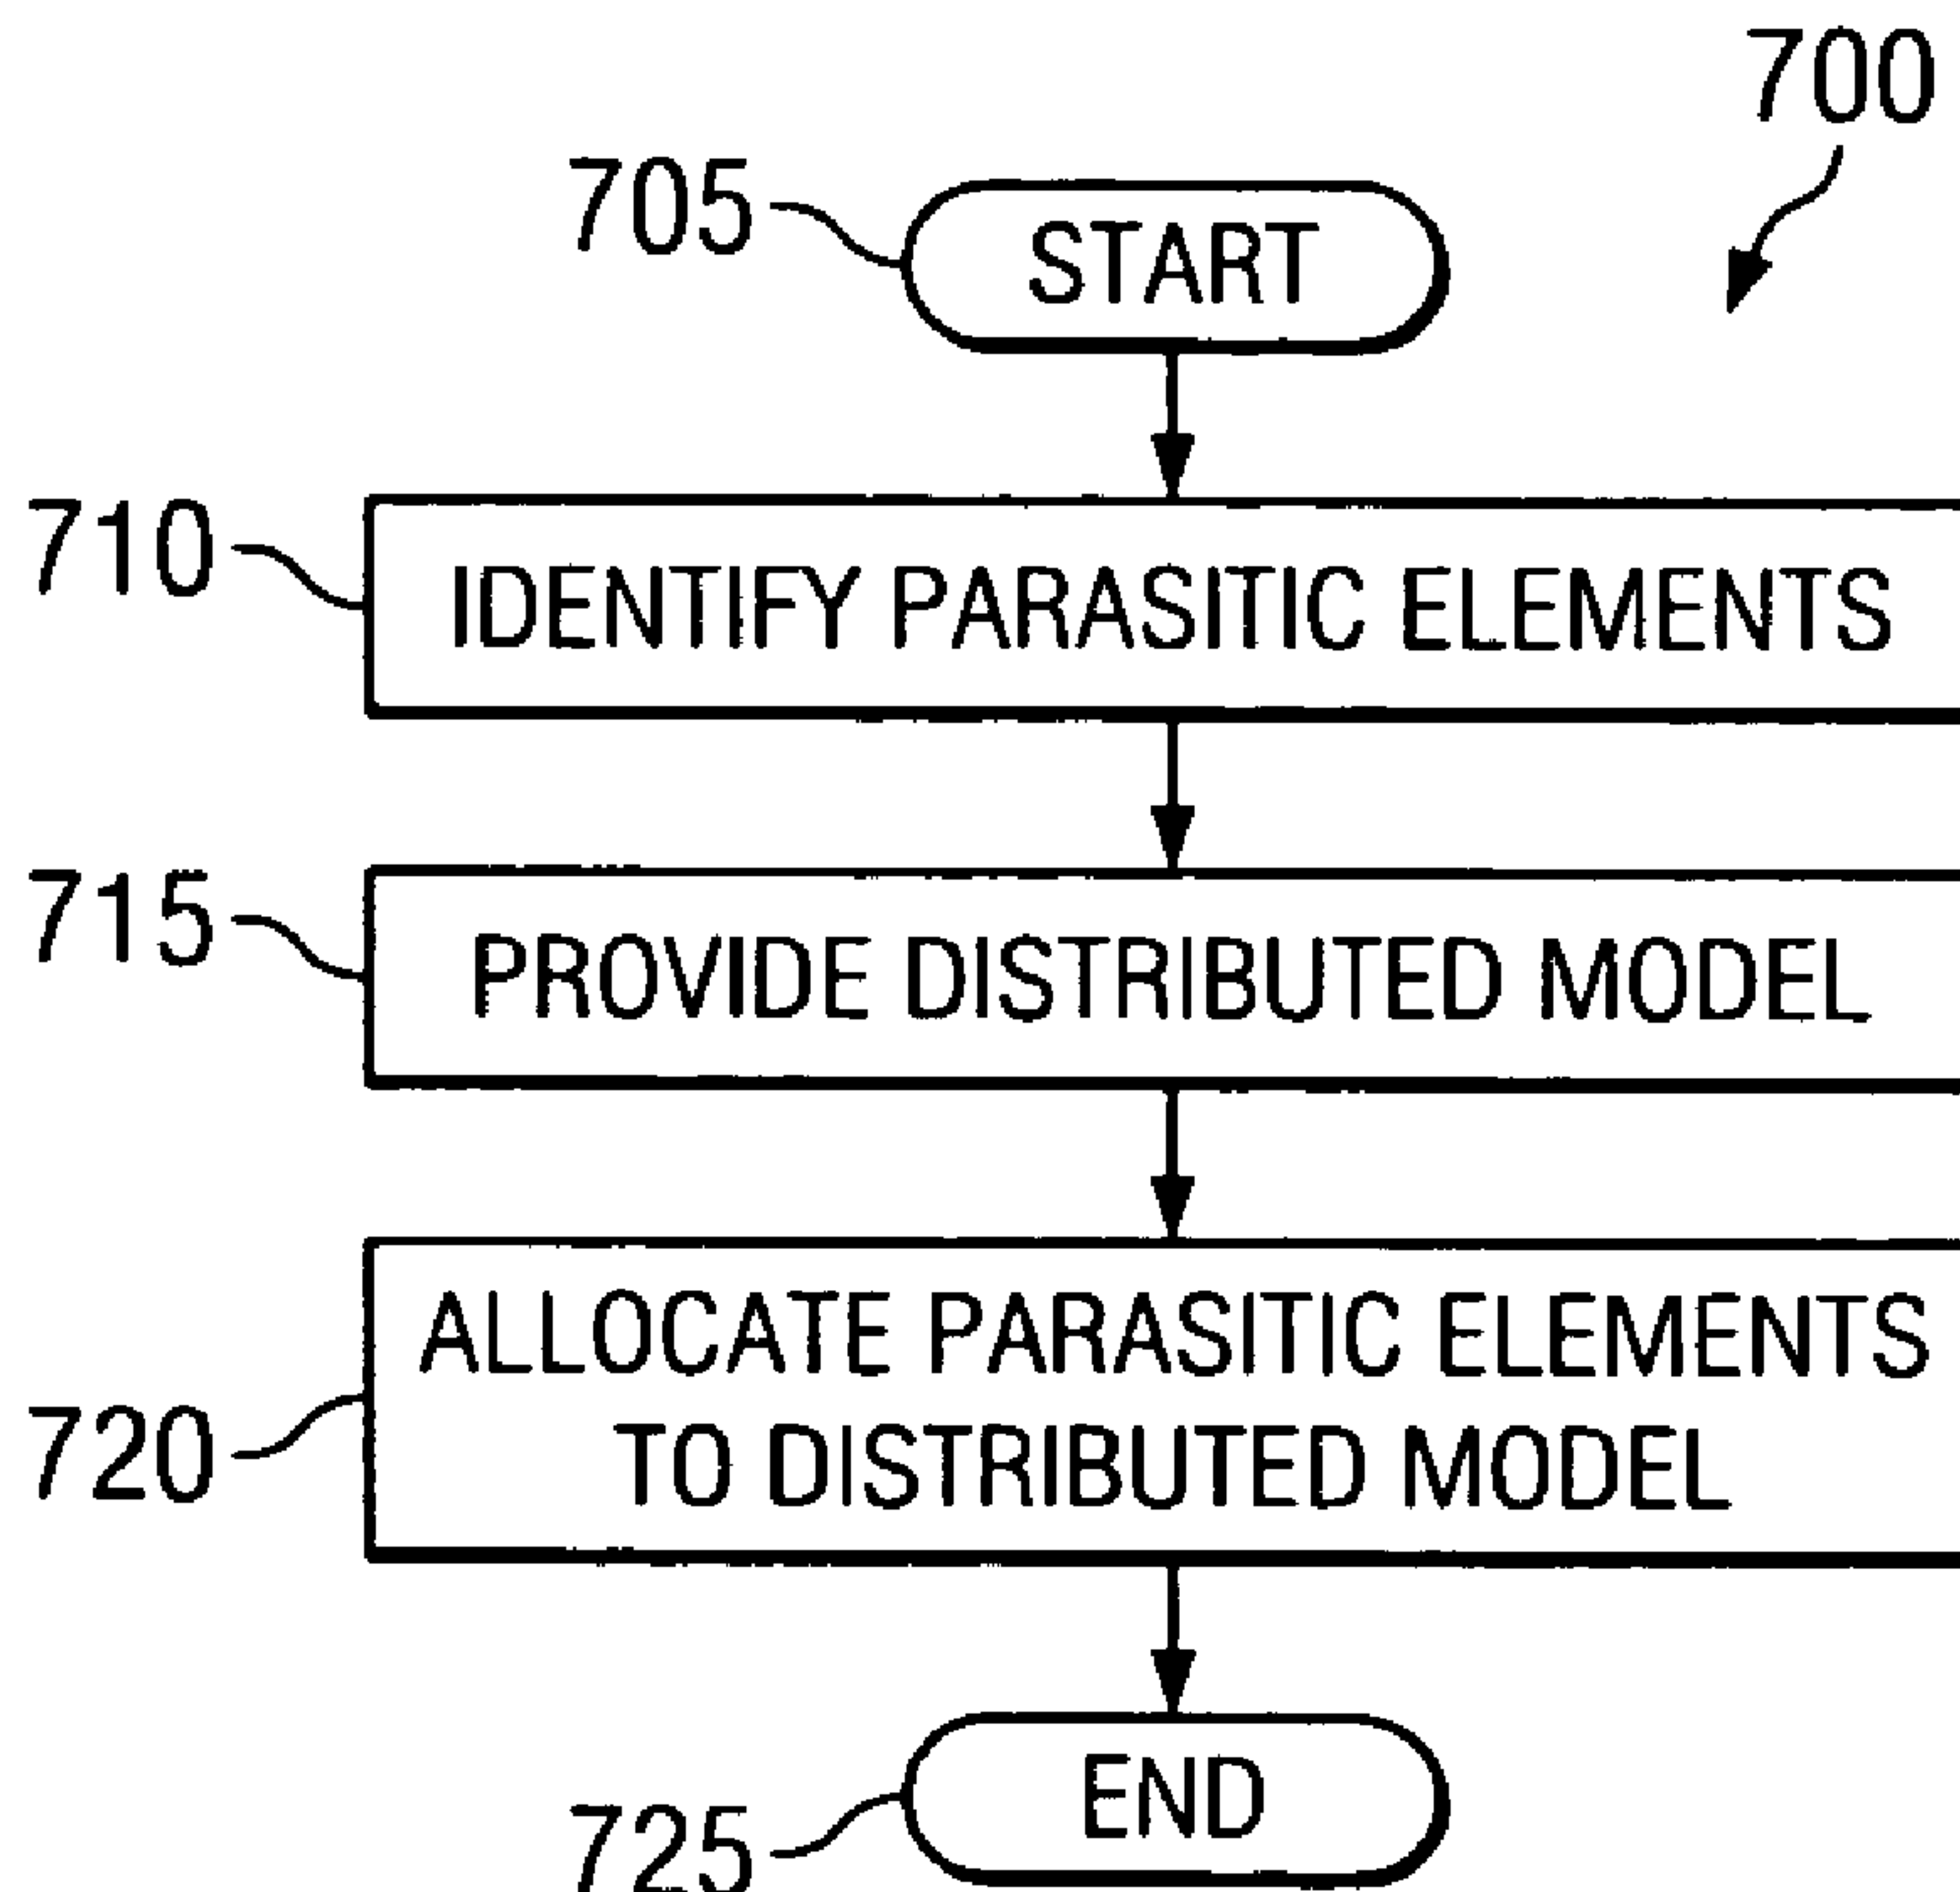 700
705
START
710
IDENTIFY PARASITIC ELEMENTS
715
PROVIDE DISTRIBUTED MODEL
ALLOCATE PARASITIC ELEMENTS
720
TO DISTRIBUTED MODEL
END
725